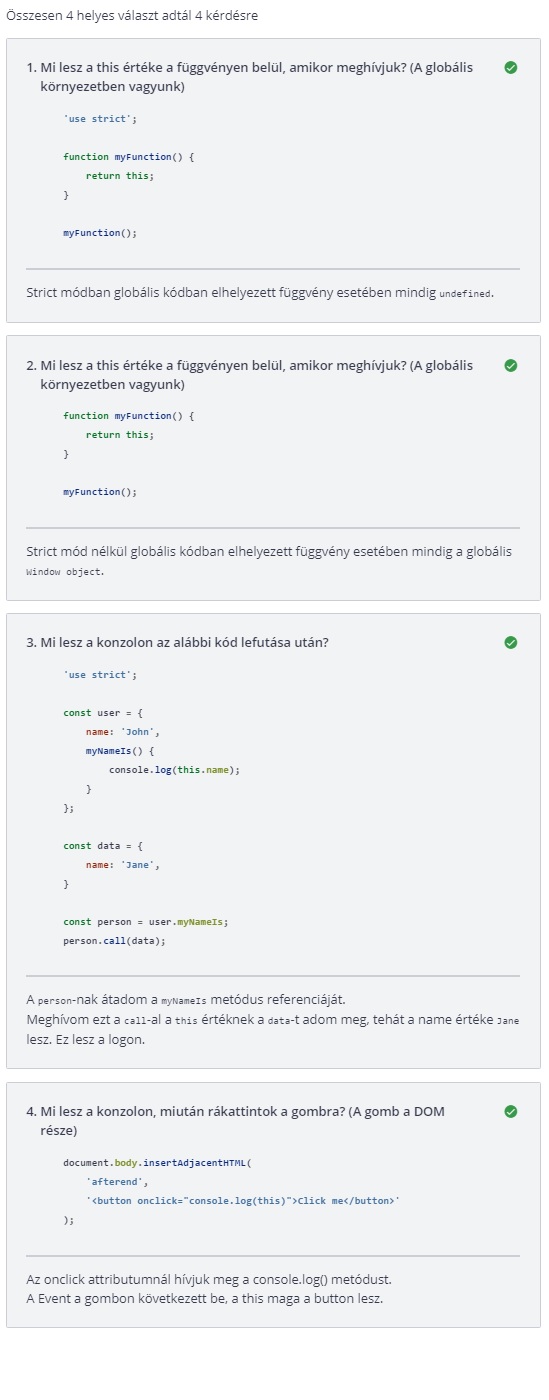 Összesen 4 helyes választ adtál 4 kérdésre
1. Mi lesz a this értéke a függvényen belül, amikor meghívjuk? (A globális
környezetben vagyunk)
'use strict';
function myFunction() {
return this;
}
myFunction();
Strict módban globális kódban elhelyezett függvény esetében mindig undefined.
2. Mi lesz a this értéke a függvényen belül, amikor meghívjuk? (A globális
környezetben vagyunk)
function myFunction() {
return this;
}
myFunction();
Strict mód nélkül globális kódban elhelyezett függvény esetében mindig a globális
Window object.
3. Mi lesz a konzolon az alábbi kód lefutása után?
'use strict';
const user = {
name: 'John',
myNameIs() {
console.log(this.name);
}
};
const data = {
name: 'Jane',
}
const person = user.myNameIs;
person.call(data);
A person-nak átadom a myNameIs metódus referenciáját.
Meghívom ezt a call-al a this értéknek a data-t adom meg, tehát a name értéke Jane
lesz. Ez lesz a logon.
4. Mi lesz a konzolon, miután rákattintok a gombra? (A gomb a DOM
része)
document.body.insertAdjacentHTML(
'afterend',
'<button onclick="console.log(this)">Click me</button>'
);
Az onclick attributumnál hívjuk meg a console.log() metódust.
A Event a gombon következett be, a this maga a button lesz.